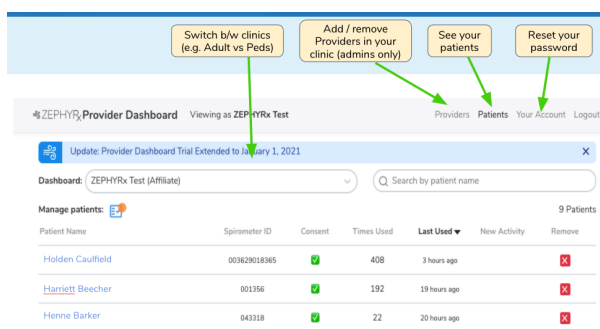 Switch b/w clinics
(e.g. Adult vs Peds)
Add / remove
Providers in your
clinic (admins only)
See your
patients
Reset your
password
ZEPHYRx Provider Dashboard Viewing as ZEPHYRx Test Providers Patients Your Account Logout
Update: Provider Dashboard Trial Extended to January 1, 2021 X
Dashboard: ZEPHYRx Test (Affiliate) Search by patient name
Manage patients: 9 Patients
Patient Name Spirometer ID Consent Times Used Last Used ▼ New Activity Remove
Holden Caulfield 003629018365 ✓ 408 3 hours ago X
Harriett Beecher 001356 ✓ 192 19 hours ago X
Henne Barker 043318 ✓ 22 20 hours ago X